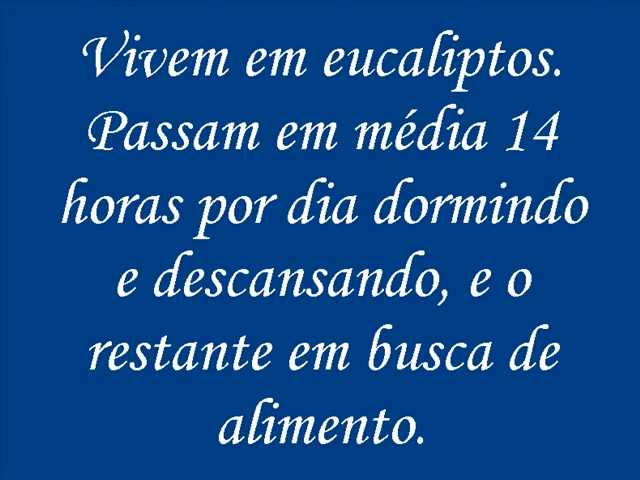 Vivem em eucaliptos.
Passam em média 14
horas por dia dormindo
e descansando, e o
restante em busca de
alimento.